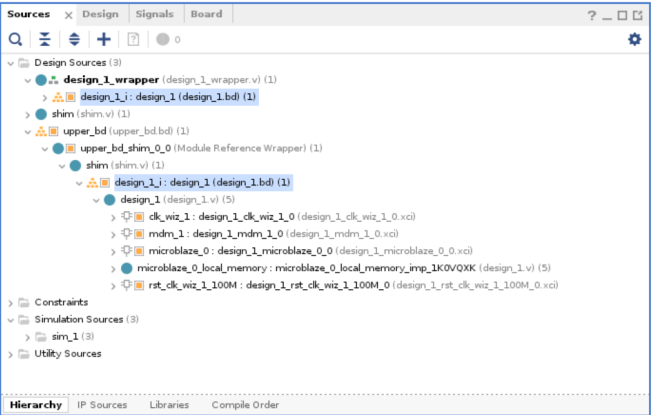 Sources × Design Signals Board ? _
0
Design Sources (3)
design_1_wrapper (design_1_wrapper.v) (1)
design_1_i : design_1 (design_1.bd) (1)
shim (shim.v) (1)
upper_bd (upper_bd.bd) (1)
upper_bd_shim_0_0 (Module Reference Wrapper) (1)
shim (shim.v) (1)
design_1_i : design_1 (design_1.bd) (1)
design_1 (design_1.v) (5)
clk_wiz_1 : design_1_clk_wiz_1_0 (design_1_clk_wiz_1_0.xci)
mdm_1 : design_1_mdm_1_0 (design_1_mdm_1_0.xci)
microblaze_0 : design_1_microblaze_0_0 (design_1_microblaze_0_0.xci)
microblaze_0_local_memory : microblaze_0_local_memory_imp_1K0VQXK (design_1.v) (5)
rst_clk_wiz_1_100M : design_1_rst_clk_wiz_1_100M_0 (design_1_rst_clk_wiz_1_100M_0.xci)
Constraints
Simulation Sources (3)
sim_1 (3)
Utility Sources
Hierarchy IP Sources Libraries Compile Order